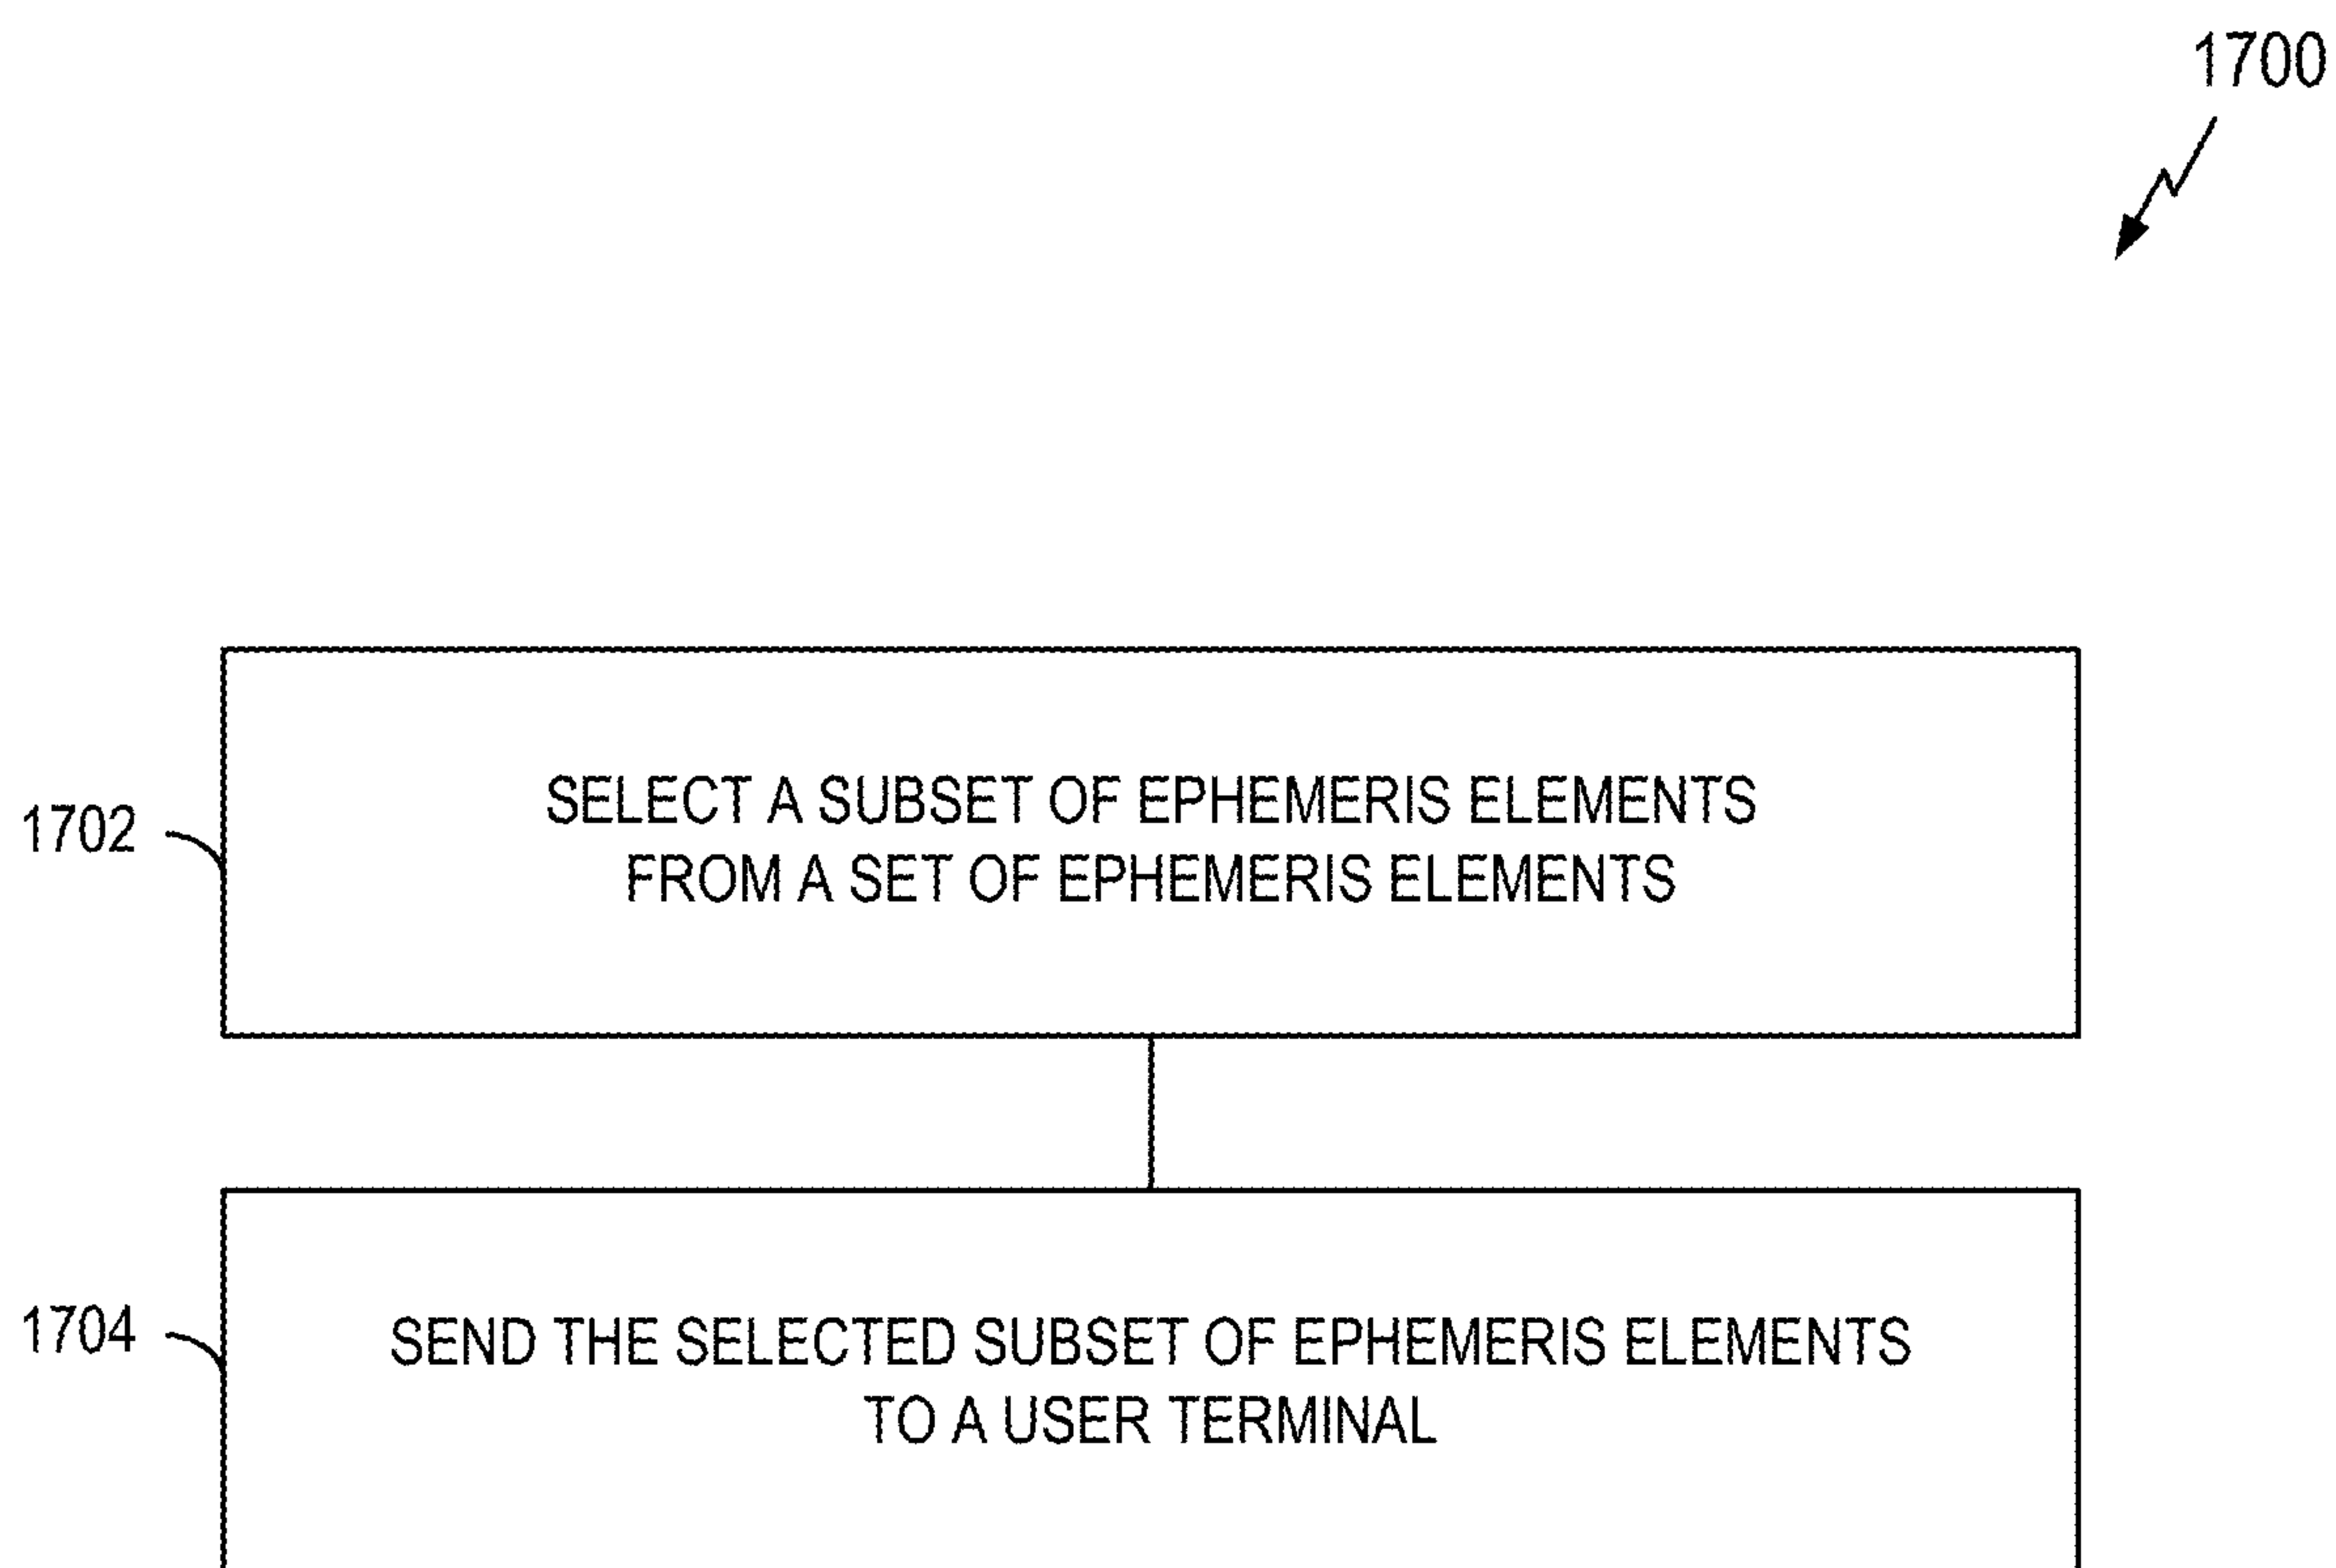 1700
SELECT A SUBSET OF EPHEMERIS ELEMENTS
FROM A SET OF EPHEMERIS ELEMENTS
1702
SEND THE SELECTED SUBSET OF EPHEMERIS ELEMENTS
TO A USER TERMINAL
1704